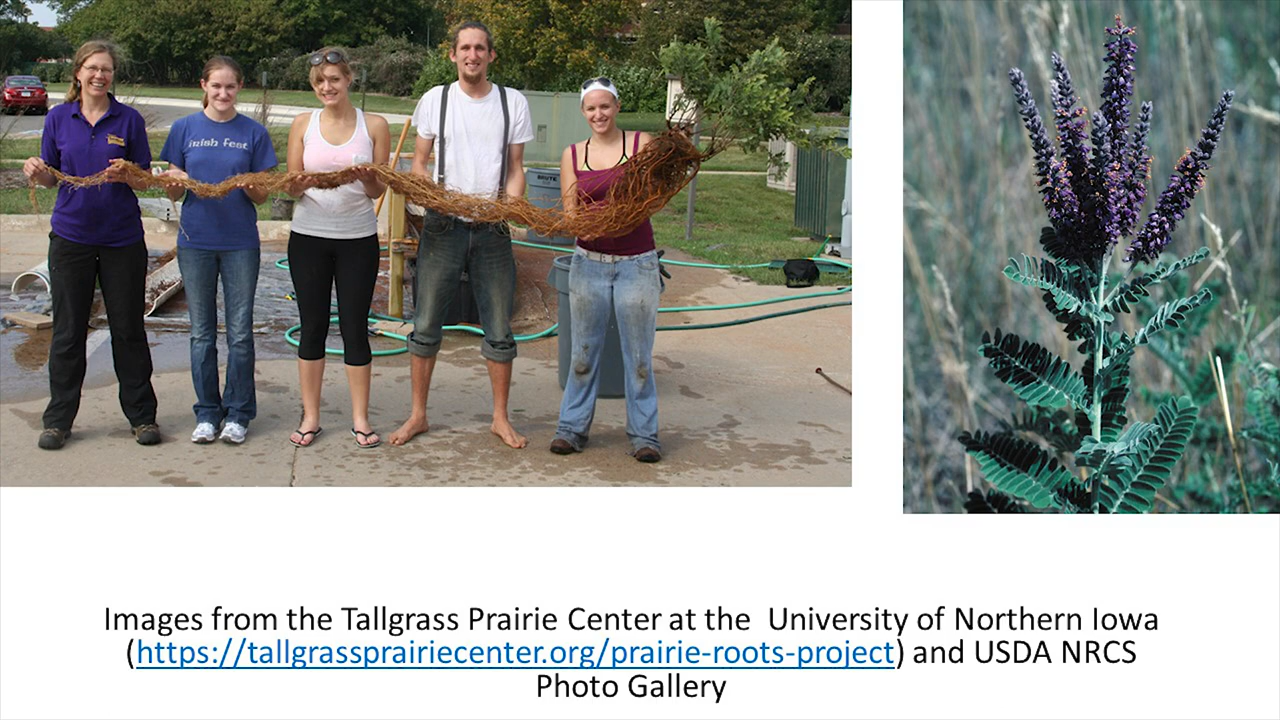 irish fest
BRUTE
Images from the Tallgrass Prairie Center at the  University of Northern Iowa
(https://tallgrassprairiecenter.org/prairie-roots-project) and USDA NRCS
Photo Gallery